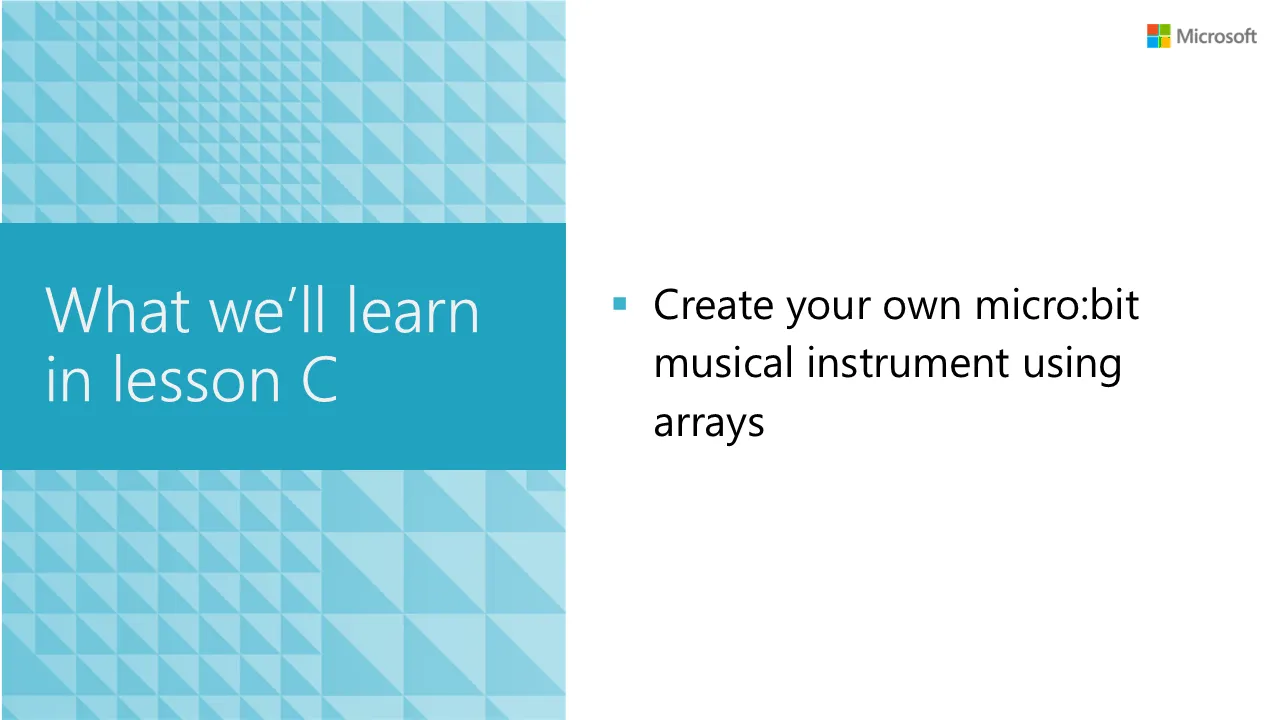 Microsoft
What we’ll learn
in lesson C
▪ Create your own micro:bit
musical instrument using
arrays